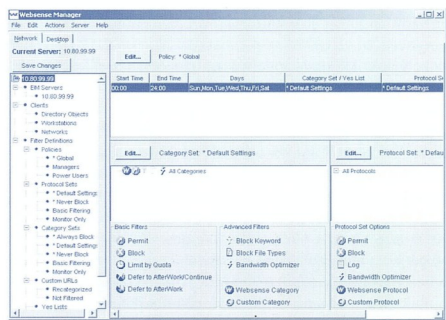 Websense Manager
File Edit Actions Server Help
Network Desktop
Current Server: 10.80.99.99
Save Changes
10.80.99.99
EIM Servers
10.80.99.99
Clients
Directory Objects
Workstations
Networks
Filter Definitions
Policies
* Global
Managers
Power Users
Protocol Sets
* Default Settings
* Never Block
Basic Filtering
Monitor Only
Category Sets
* Always Block
* Default Settings
* Never Block
Basic Filtering
Monitor Only
Custom URLs
Recategorized
Not Filtered
Yes Lists
Edit... Policy: * Global
Start Time End Time Days Category Set / Yes List Protocol Se
00:00 24:00 Sun,Mon,Tue,Wed,Thu,Fri,Sat * Default Settings * Default Settings
Edit... Category Set: * Default Settings
All Categories
Edit... Protocol Set: * Defau
All Protocols
Basic Filters
Permit
Block
Limit by Quota
Defer to AfterWork/Continue
Defer to AfterWork
Advanced Filters
Block Keyword
Block File Types
Bandwidth Optimizer
Websense Category
Custom Category
Protocol Set Options
Permit
Block
Log
Bandwidth Optimizer
Websense Protocol
Custom Protocol